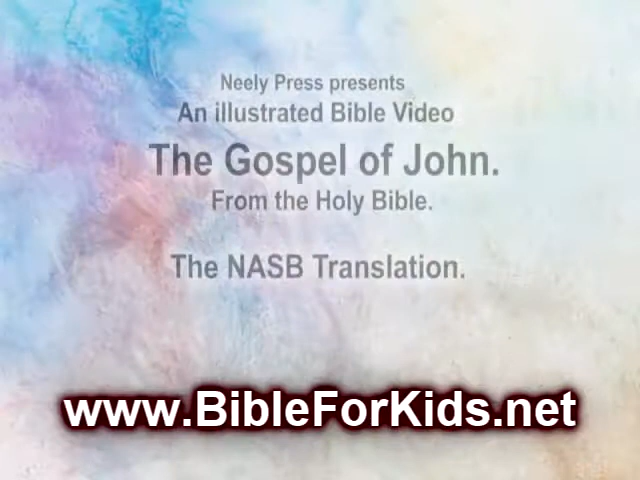 Neely Press presents
An illustrated Bible Video
The Gospel of John.
From the Holy Bible.
The NASB Translation.
www.BibleForKids.net